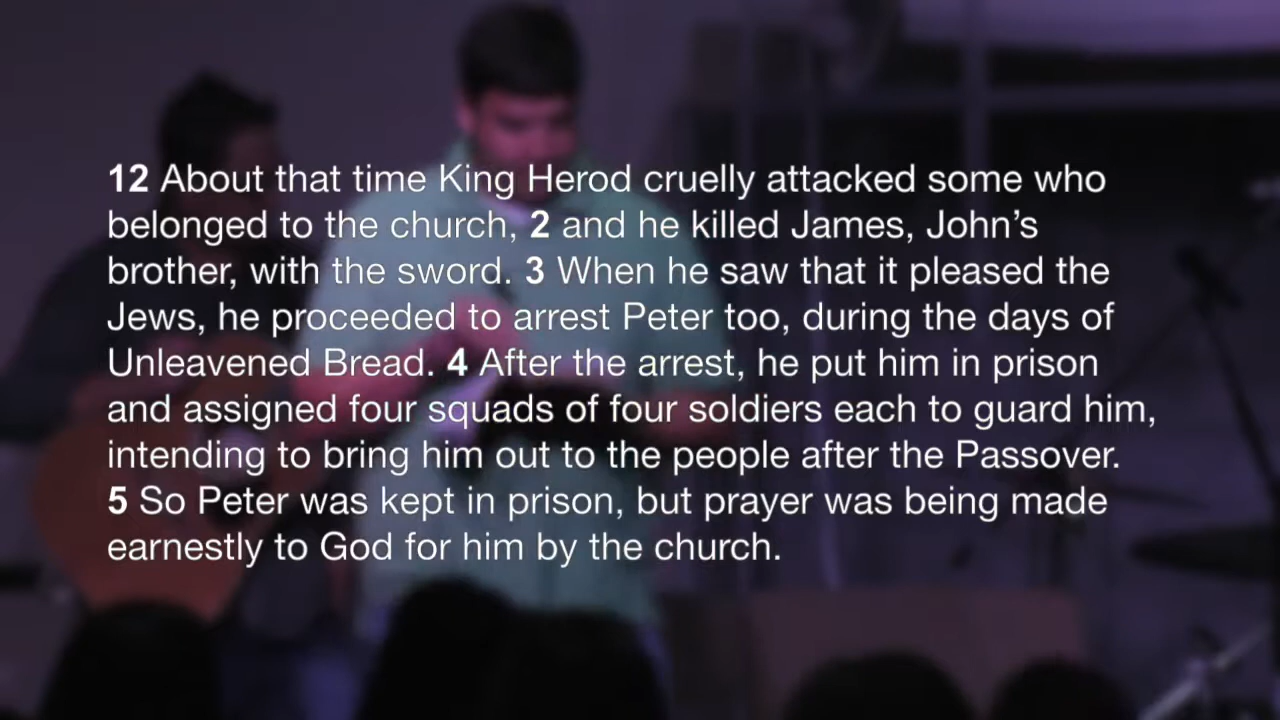 12 About that time King Herod cruelly attacked some who
belonged to the church, 2 and he killed James, John’s
brother, with the sword. 3 When he saw that it pleased the
Jews, he proceeded to arrest Peter too, during the days of
Unleavened Bread. 4 After the arrest, he put him in prison
and assigned four squads of four soldiers each to guard him,
intending to bring him out to the people after the Passover.
5 So Peter was kept in prison, but prayer was being made
earnestly to God for him by the church.